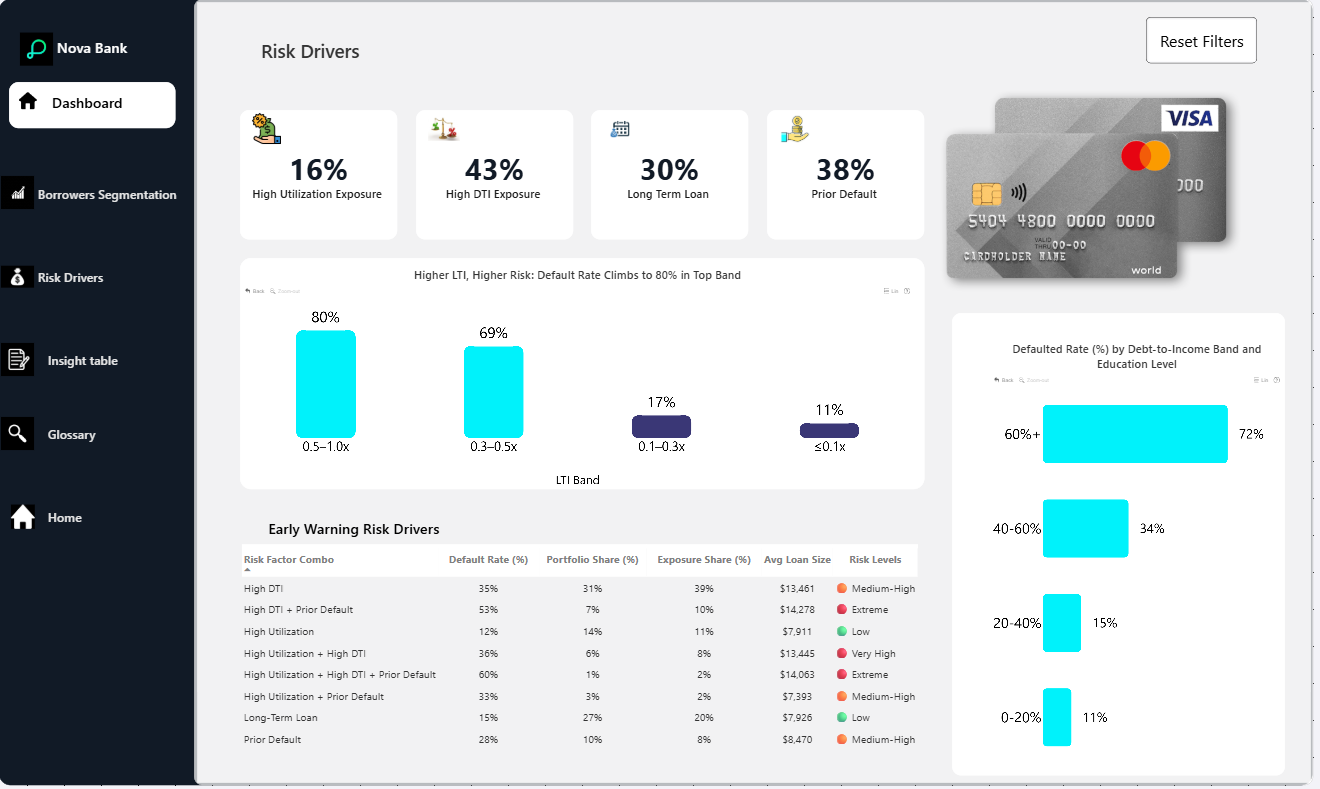 Nova Bank
Dashboard
Borrowers Segmentation
Risk Drivers
Insight table
Glossary
Home
Risk Drivers
Reset Filters
16%
High Utilization Exposure
43%
High DTI Exposure
30%
Long Term Loan
38%
Prior Default
VISA
5404 4800 0000 0000
VALID
THRU 00-00
CARDHOLDER NAME
world
Higher LTI, Higher Risk: Default Rate Climbs to 80% in Top Band
Back
80%
69%
17%
11%
0.5–1.0x
0.3–0.5x
0.1–0.3x
≤0.1x
LTI Band
Defaulted Rate (%) by Debt-to-Income Band and
Education Level
Back
60%+ 72%
40-60% 34%
20-40% 15%
0-20% 11%
Early Warning Risk Drivers
Risk Factor Combo Default Rate (%) Portfolio Share (%) Exposure Share (%) Avg Loan Size Risk Levels
High DTI 35% 31% 39% $13,461 Medium-High
High DTI + Prior Default 53% 7% 10% $14,278 Extreme
High Utilization 12% 14% 11% $7,911 Low
High Utilization + High DTI 36% 6% 8% $13,445 Very High
High Utilization + High DTI + Prior Default 60% 1% 2% $14,063 Extreme
High Utilization + Prior Default 33% 3% 2% $7,393 Medium-High
Long-Term Loan 15% 27% 20% $7,926 Low
Prior Default 28% 10% 8% $8,470 Medium-High